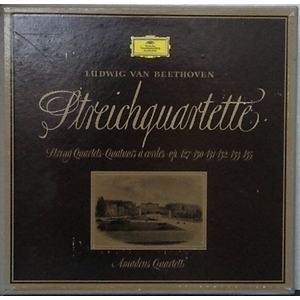 LUDWIG VAN BEETHOVEN
Streichquartette
String Quartets · Quatuors à cordes · op. 127 · 130 · 131 · 132 · 133 · 135
Amadeus Quartett